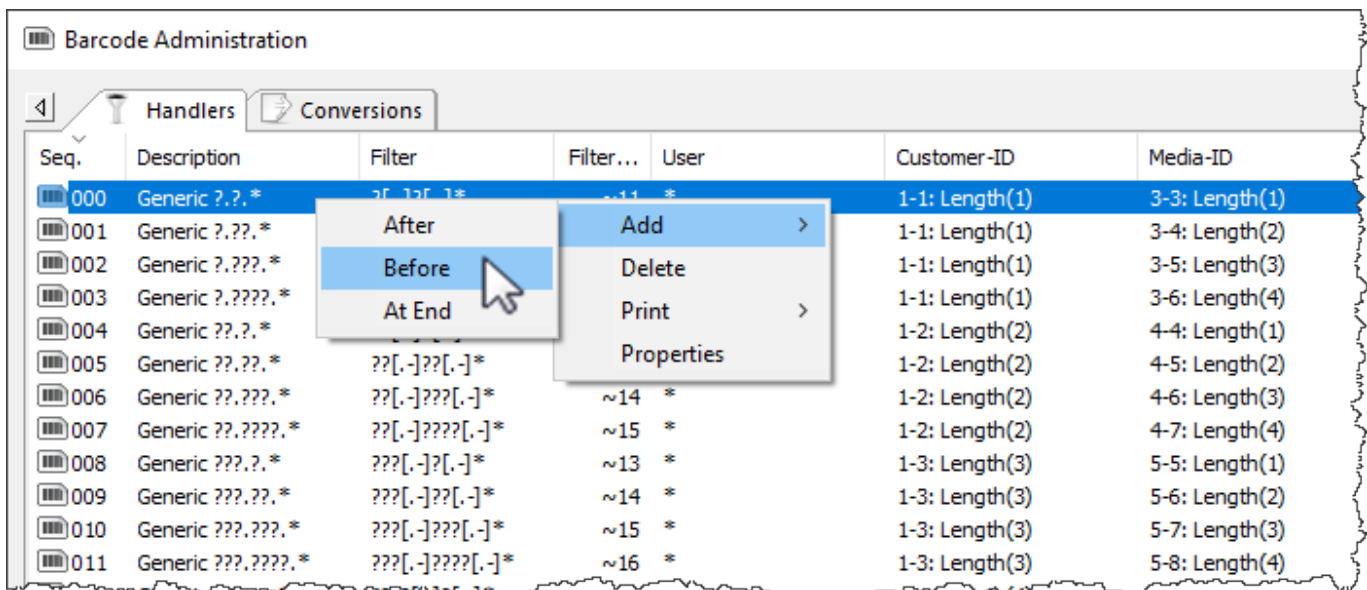 Barcode Administration
Handlers Conversions
Seq. Description Filter Filter... User Customer-ID Media-ID
000 Generic ?.?.* ?[.-]?[.-]* ~11 * 1-1: Length(1) 3-3: Length(1)
After Add >
001 Generic ?.??.* 1-1: Length(1) 3-4: Length(2)
Before Delete
002 Generic ?.???.* 1-1: Length(1) 3-5: Length(3)
003 Generic ?.????.* 1-1: Length(1) 3-6: Length(4)
At End Print >
004 Generic ??.?.* 1-2: Length(2) 4-4: Length(1)
Properties
005 Generic ??.??.* ??[.-]??[.-]* 1-2: Length(2) 4-5: Length(2)
006 Generic ??.???.* ??[.-]???[.-]* ~14 * 1-2: Length(2) 4-6: Length(3)
007 Generic ??.????.* ??[.-]????[.-]* ~15 * 1-2: Length(2) 4-7: Length(4)
008 Generic ???.?.* ???[.-]?[.-]* ~13 * 1-3: Length(3) 5-5: Length(1)
009 Generic ???.??.* ???[.-]??[.-]* ~14 * 1-3: Length(3) 5-6: Length(2)
010 Generic ???.???.* ???[.-]???[.-]* ~15 * 1-3: Length(3) 5-7: Length(3)
011 Generic ???.????.* ???[.-]????[.-]* ~16 * 1-3: Length(3) 5-8: Length(4)